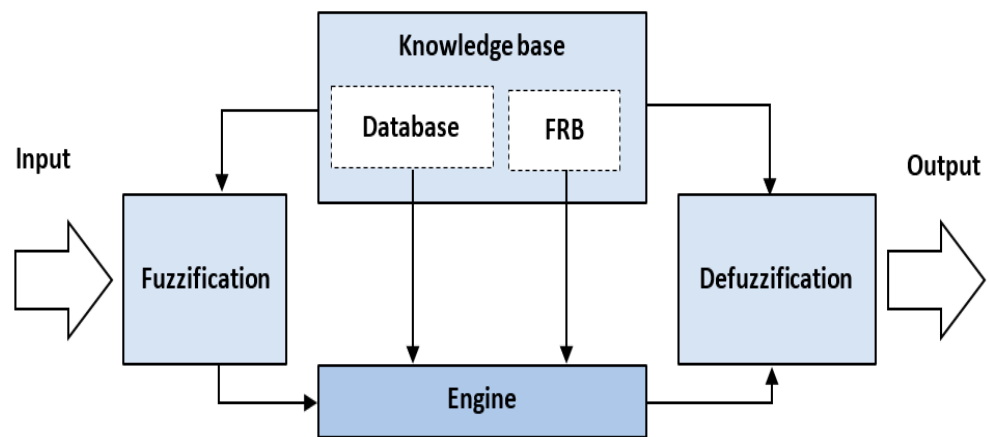 Knowledge base
Database
FRB
Input
Output
Fuzzification
Defuzzification
Engine